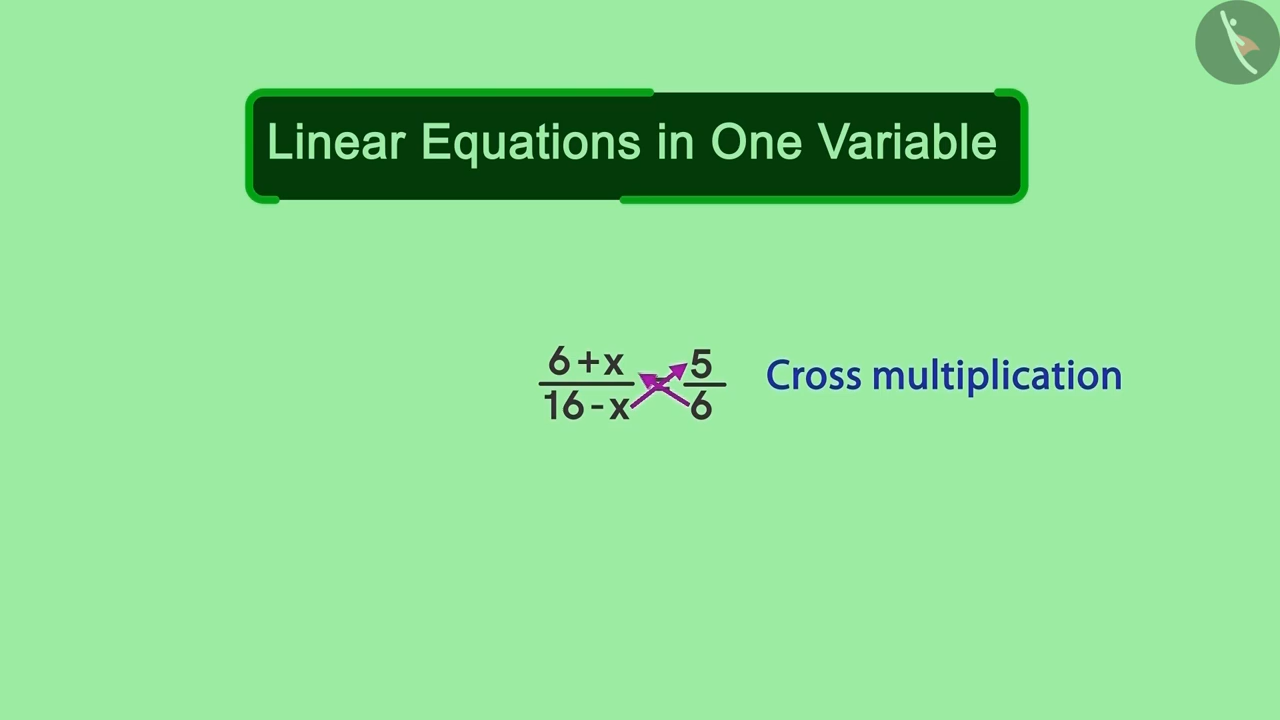 Linear Equations in One Variable
6+x/16-x = 5/6 Cross multiplication